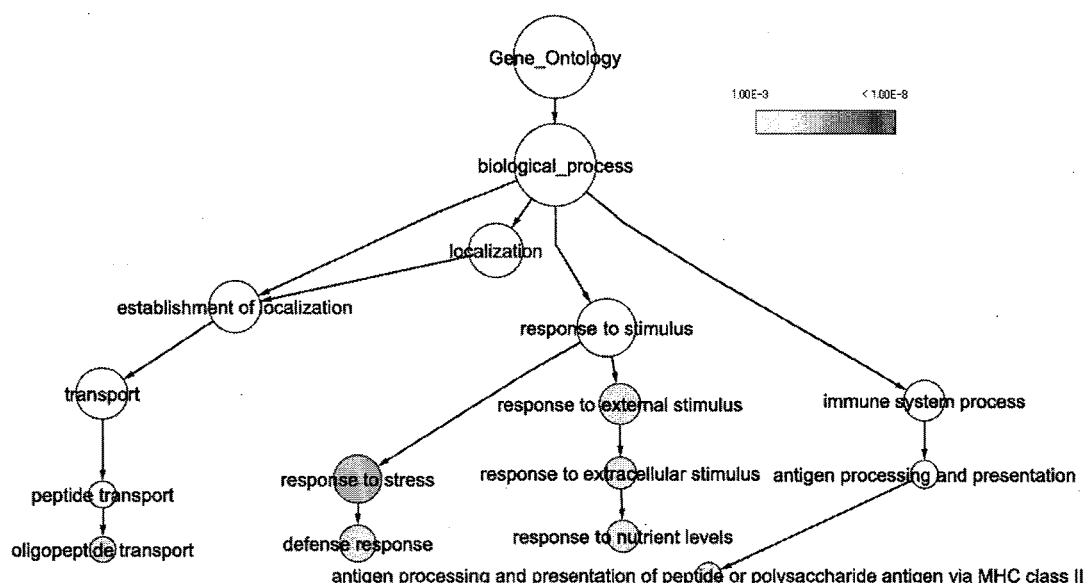 Gene_Ontology
1.00E-3 < 1.00E-8
biological_process
localization
establishment of localization
response to stimulus
transport
response to external stimulus
immune system process
response to stress
response to extracellular stimulus
antigen processing and presentation
peptide transport
oligopeptide transport
defense response
response to nutrient levels
antigen processing and presentation of peptide or polysaccharide antigen via MHC class II